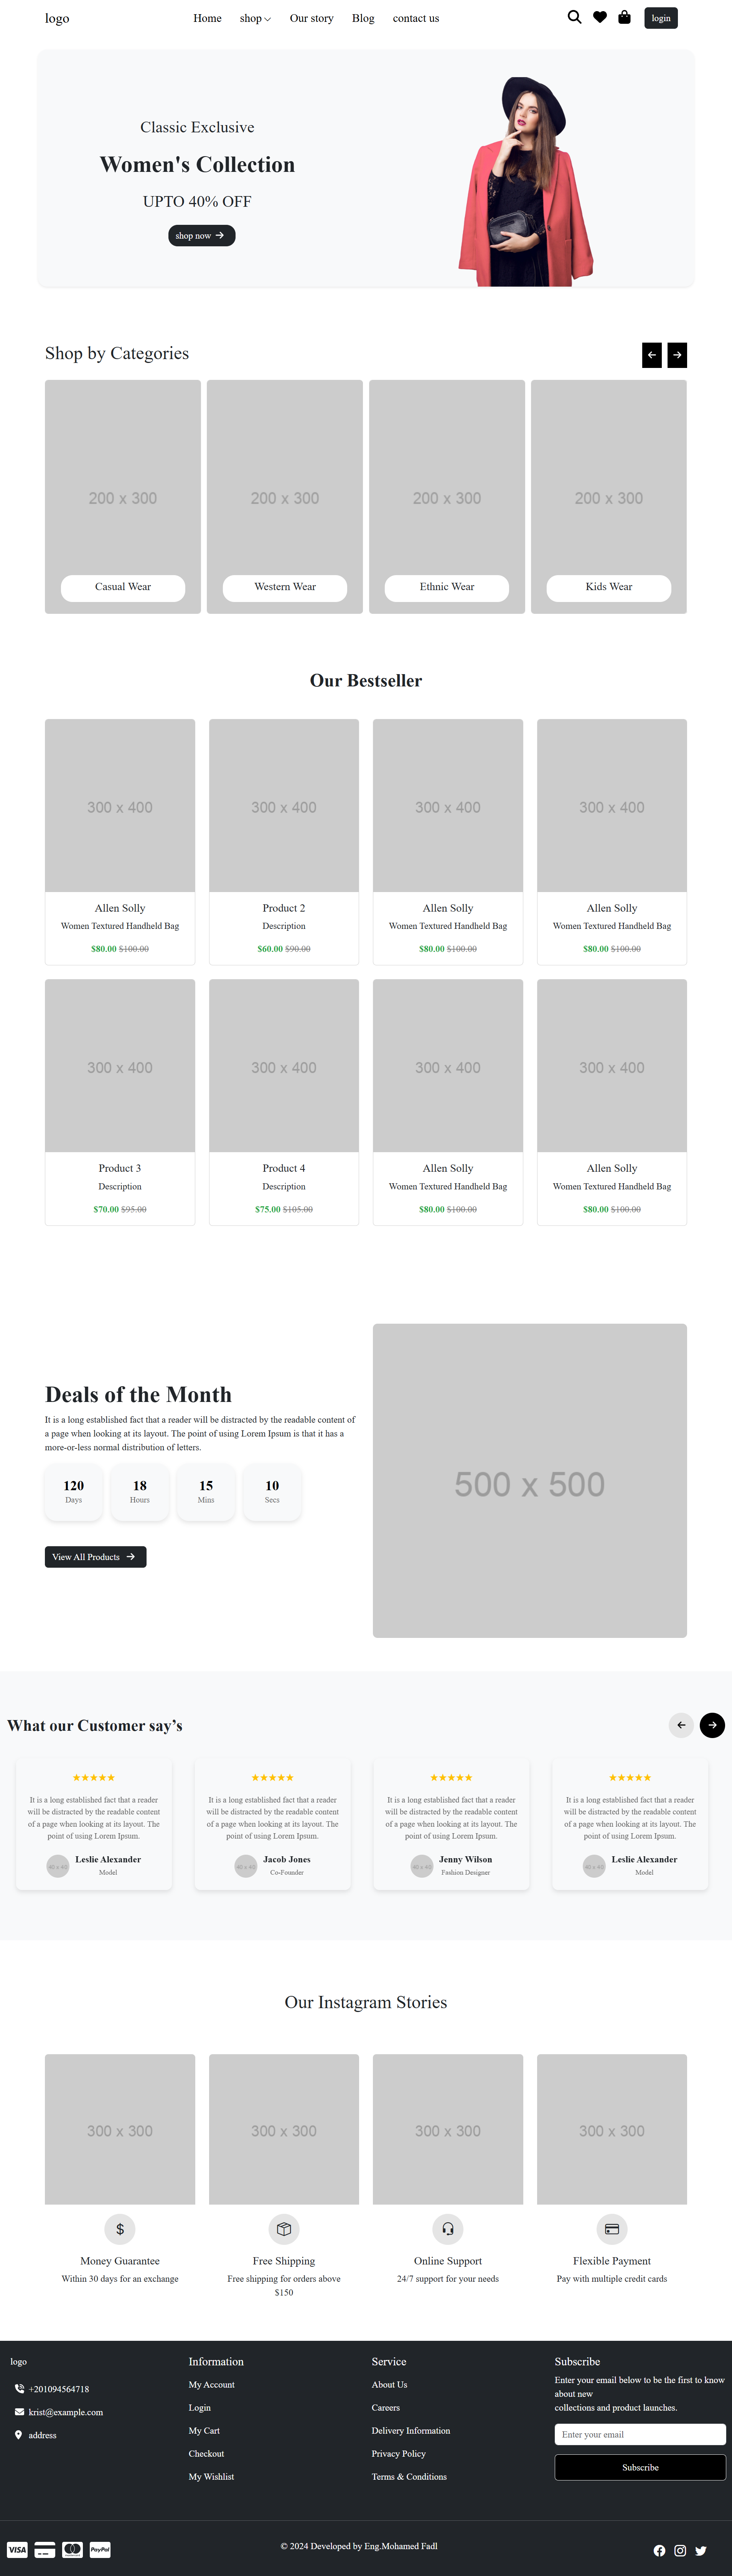 logo
Home shop Our story Blog contact us
login
Classic Exclusive
Women's Collection
UPTO 40% OFF
shop now
Shop by Categories
200 x 300 200 x 300 200 x 300 200 x 300
Casual Wear Western Wear Ethnic Wear Kids Wear
Our Bestseller
300 x 400 300 x 400 300 x 400 300 x 400
Allen Solly Product 2 Allen Solly Allen Solly
Women Textured Handheld Bag Description Women Textured Handheld Bag Women Textured Handheld Bag
$80.00 $100.00 $60.00 $90.00 $80.00 $100.00 $80.00 $100.00
300 x 400 300 x 400 300 x 400 300 x 400
Product 3 Product 4 Allen Solly Allen Solly
Description Description Women Textured Handheld Bag Women Textured Handheld Bag
$70.00 $95.00 $75.00 $105.00 $80.00 $100.00 $80.00 $100.00
Deals of the Month
It is a long established fact that a reader will be distracted by the readable content of
a page when looking at its layout. The point of using Lorem Ipsum is that it has a
more-or-less normal distribution of letters.
120 18 15 10
Days Hours Mins Secs
View All Products
500 x 500
What our Customer say’s
★★★★★ ★★★★★ ★★★★★ ★★★★★
It is a long established fact that a reader
will be distracted by the readable content
of a page when looking at its layout. The
point of using Lorem Ipsum.
40 x 40
Leslie Alexander
Model
It is a long established fact that a reader
will be distracted by the readable content
of a page when looking at its layout. The
point of using Lorem Ipsum.
40 x 40
Jacob Jones
Co-Founder
It is a long established fact that a reader
will be distracted by the readable content
of a page when looking at its layout. The
point of using Lorem Ipsum.
40 x 40
Jenny Wilson
Fashion Designer
It is a long established fact that a reader
will be distracted by the readable content
of a page when looking at its layout. The
point of using Lorem Ipsum.
40 x 40
Leslie Alexander
Model
Our Instagram Stories
300 x 300 300 x 300 300 x 300 300 x 300
$
Money Guarantee
Within 30 days for an exchange
Free Shipping
Free shipping for orders above
$150
Online Support
24/7 support for your needs
Flexible Payment
Pay with multiple credit cards
logo
+201094564718
krist@example.com
address
Information
My Account
Login
My Cart
Checkout
My Wishlist
Service
About Us
Careers
Delivery Information
Privacy Policy
Terms & Conditions
Subscribe
Enter your email below to be the first to know
about new
collections and product launches.
Enter your email
Subscribe
VISA PayPal
© 2024 Developed by Eng.Mohamed Fadl